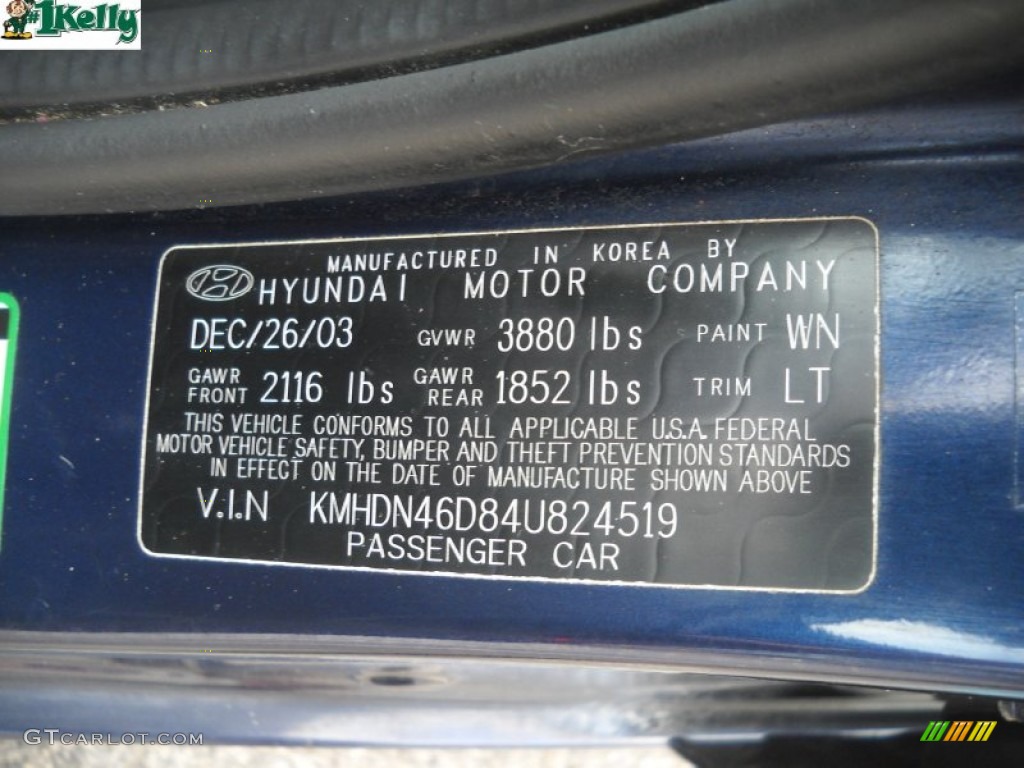 #1Kelly
MANUFACTURED IN KOREA BY
HYUNDAI MOTOR COMPANY
DEC/26/03 GVWR 3880 lbs PAINT WN
GAWR FRONT 2116 lbs GAWR REAR 1852 lbs TRIM LT
THIS VEHICLE CONFORMS TO ALL APPLICABLE U.S.A. FEDERAL
MOTOR VEHICLE SAFETY, BUMPER AND THEFT PREVENTION STANDARDS
IN EFFECT ON THE DATE OF MANUFACTURE SHOWN ABOVE
V.I.N KMHDN46D84U824519
PASSENGER CAR
GTCARLOT.COM